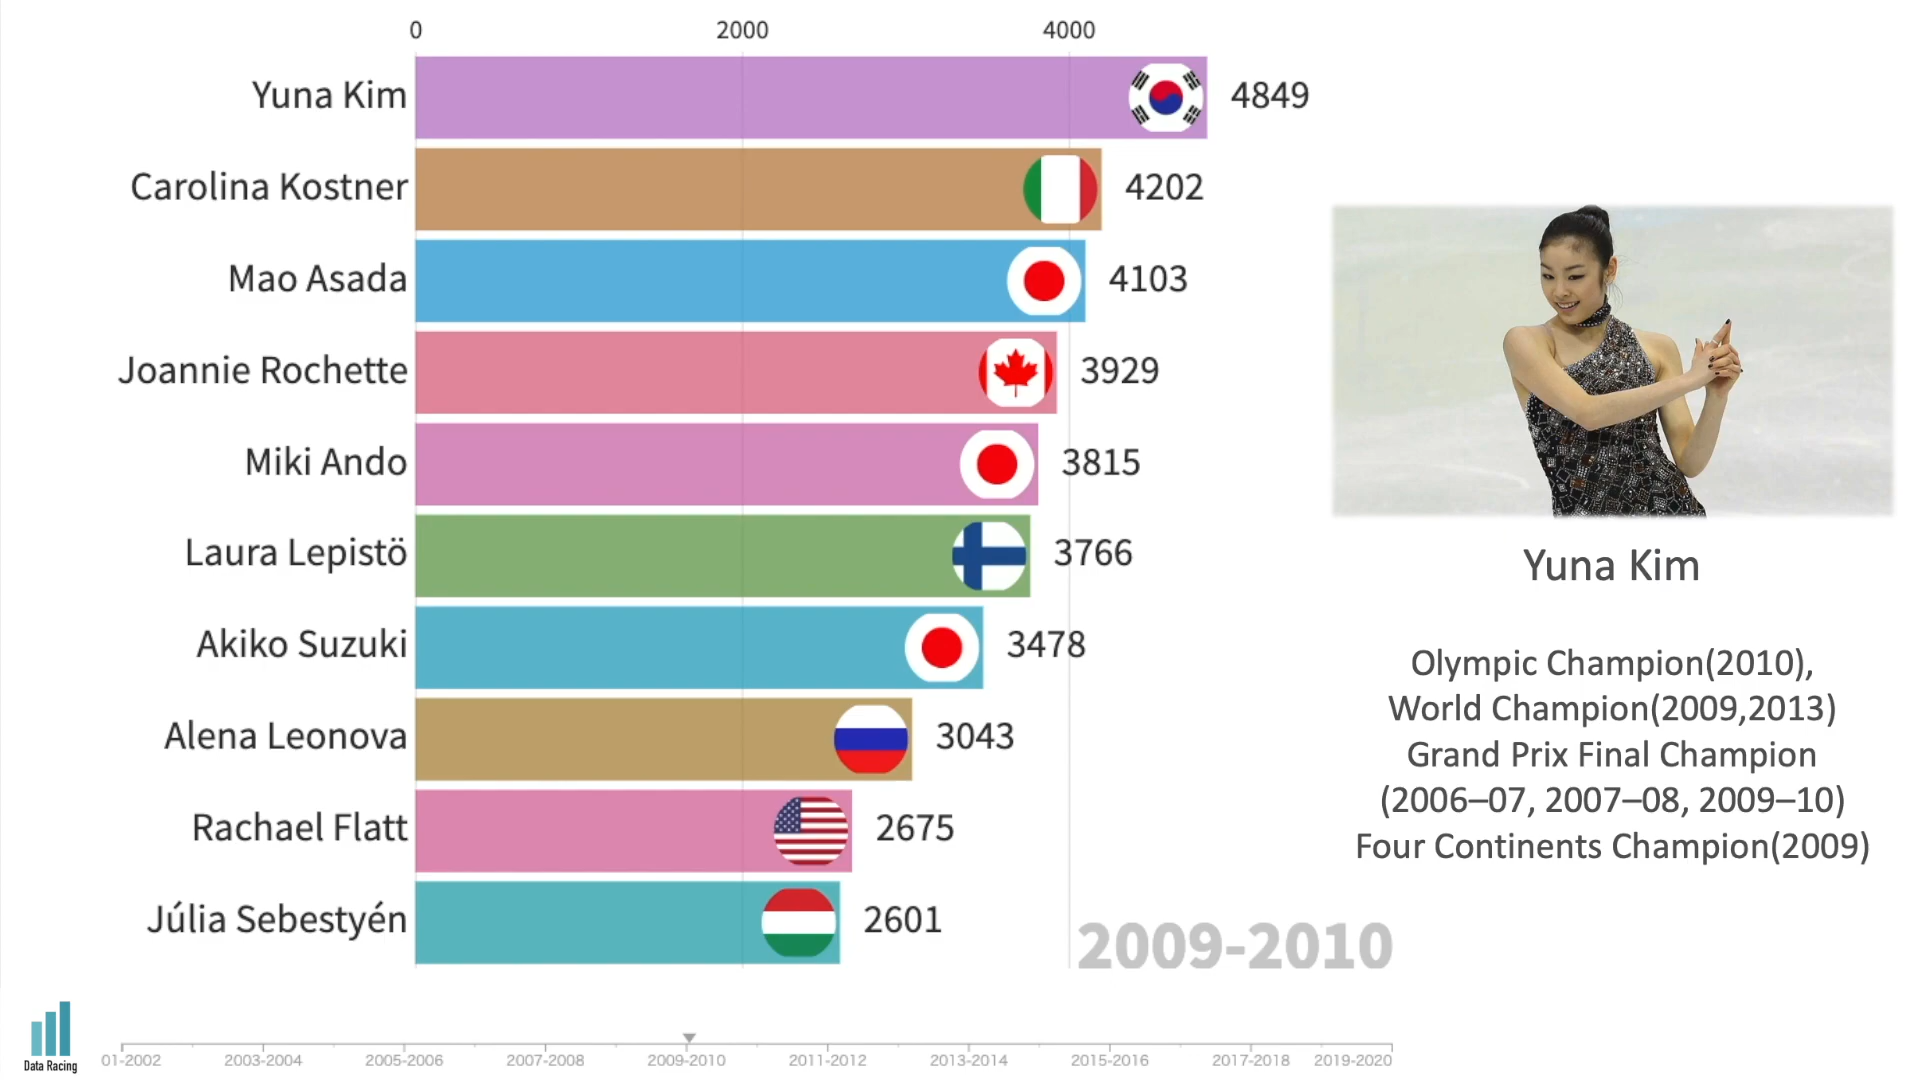 0 2000 4000
Yuna Kim 4849
Carolina Kostner 4202
Mao Asada 4103
Joannie Rochette 3929
Miki Ando 3815
Laura Lepistö 3766
Akiko Suzuki 3478
Alena Leonova 3043
Rachael Flatt 2675
Júlia Sebestyén 2601
2009-2010
Yuna Kim
Olympic Champion(2010),
World Champion(2009,2013)
Grand Prix Final Champion
(2006–07, 2007–08, 2009–10)
Four Continents Champion(2009)
Data Racing
01-2002 2003-2004 2005-2006 2007-2008 2009-2010 2011-2012 2013-2014 2015-2016 2017-2018 2019-2020